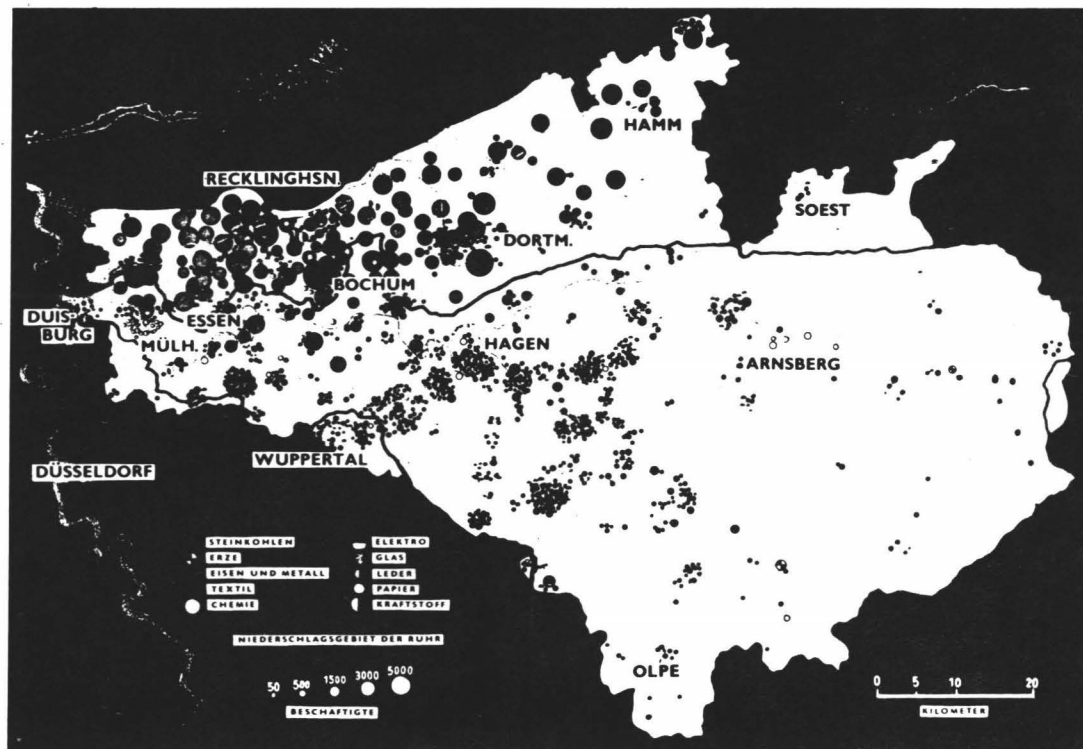 HAMM
RECKLINGHSN.
SOEST
DORTM.
BOCHUM
DUIS
BURG
ESSEN
MÜLH.
HAGEN
ARNSBERG
WUPPERTAL
DÜSSELDORF
STEINKOHLEN
ERZE
EISEN UND METALL
TEXTIL
CHEMIE
ELEKTRO
GLAS
LEDER
PAPIER
KRAFTSTOFF
NIEDERSCHLAGSGEBIET DER RUHR
50 500 1500 3000 5000
BESCHÄFTIGTE
OLPE
0 5 10 20
KILOMETER